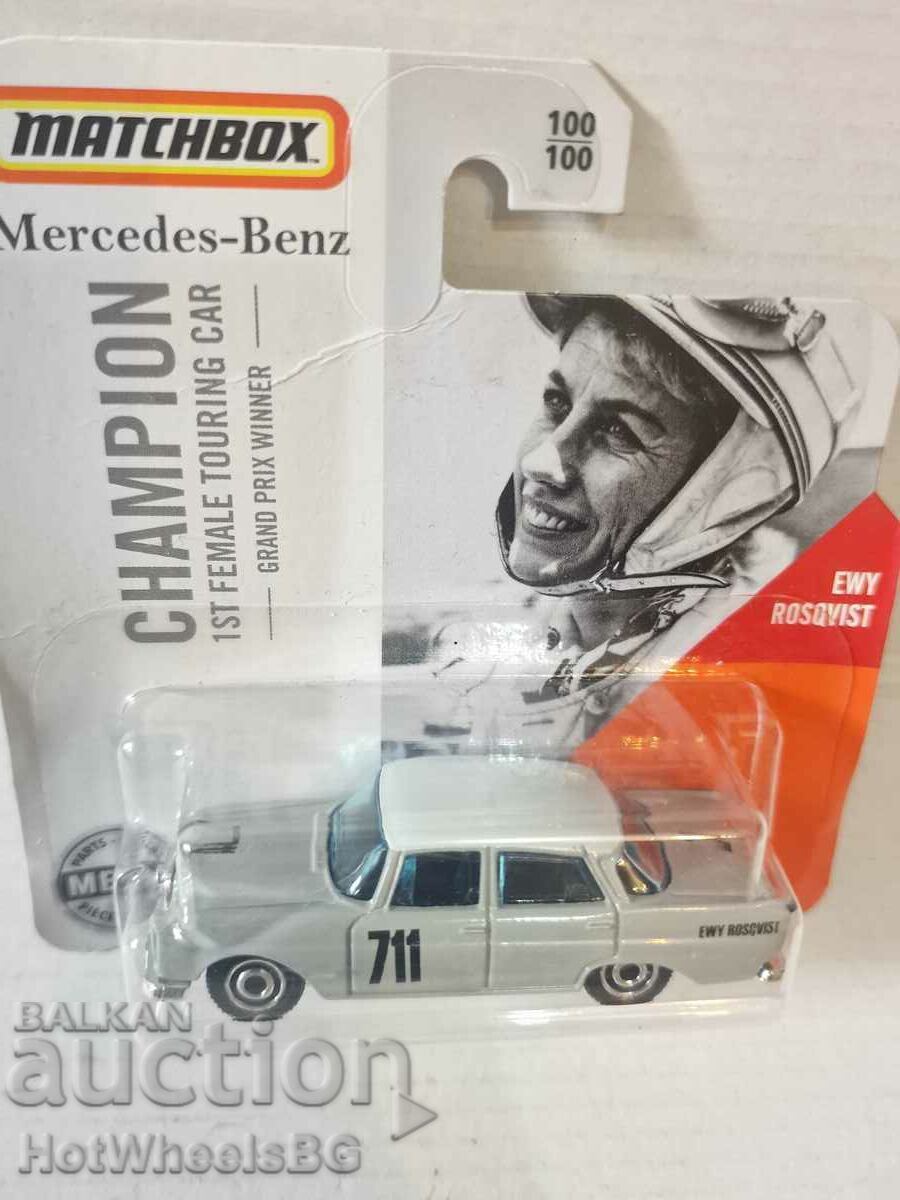 MATCHBOX™
100
100
Mercedes-Benz
CHAMPION
1ST FEMALE TOURING CAR
GRAND PRIX WINNER
EWY
ROSQVIST
711
EWY ROSQVIST
BALKAN
auction
HotWheelsBG